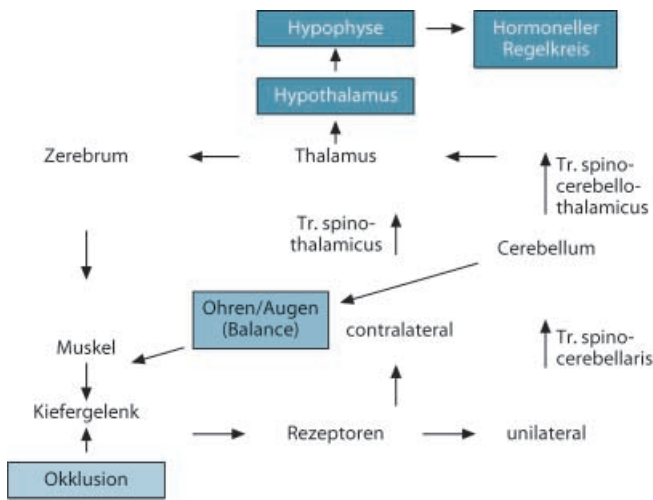 Hypophyse
Hormoneller
Regelkreis
Hypothalamus
Zerebrum
Thalamus
Tr. spino-
cerebello-
thalamicus
Tr. spino-
thalamicus
Cerebellum
Ohren/Augen
(Balance)
contralateral
Muskel
Tr. spino-
cerebellaris
Kiefergelenk
Rezeptoren
unilateral
Okklusion